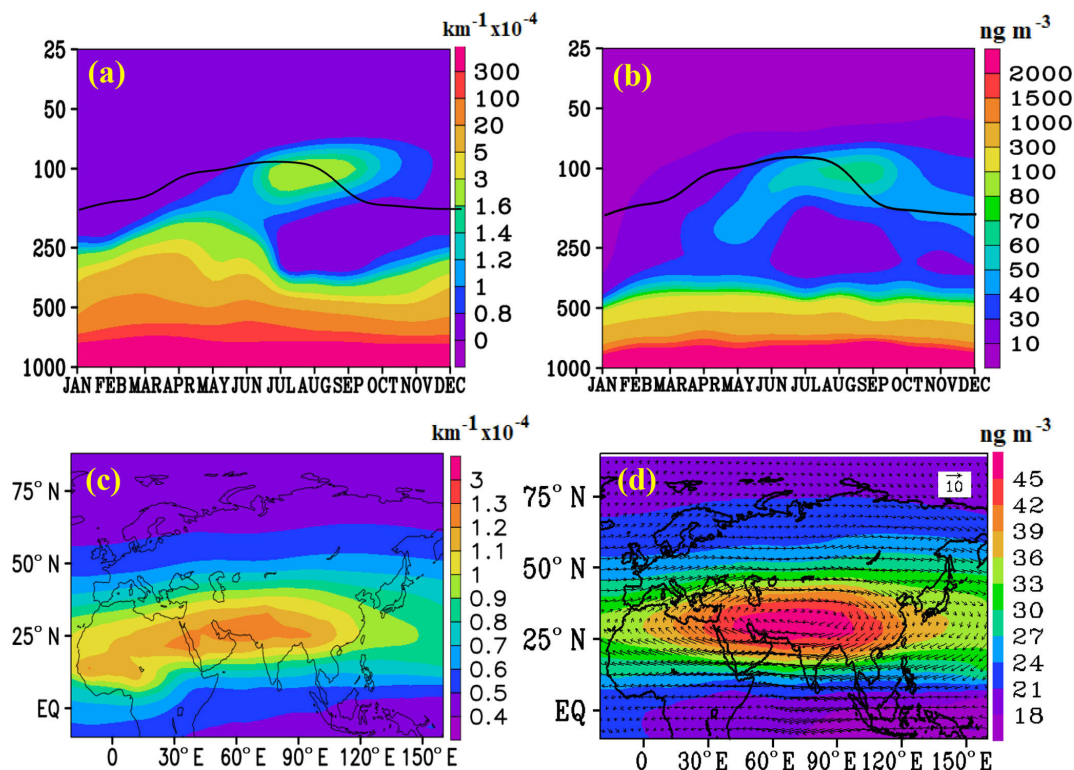 km⁻¹x10⁻⁴
ng m⁻³
(a)
25
50
100
250
500
1000
JAN FEB MAR APR MAY JUN JUL AUG SEP OCT NOV DEC
300
100
20
5
3
1.6
1.2
1
0.8
0
(b)
25
50
100
250
500
1000
JAN FEB MAR APR MAY JUN JUL AUG SEP OCT NOV DEC
2000
1500
1000
300
100
80
70
60
50
40
30
10
km⁻¹x10⁻⁴
ng m⁻³
(c)
75°N
50°N
25°N
EQ
0 30°E 60°E 90°E 120°E 150°E
3
1.3
1.2
1.1
1
0.9
0.8
0.6
0.5
0.4
(d)
10
75°N
50°N
25°N
EQ
0 30°E 60°E 90°E 120°E 150°E
45
42
39
36
33
30
27
24
21
18